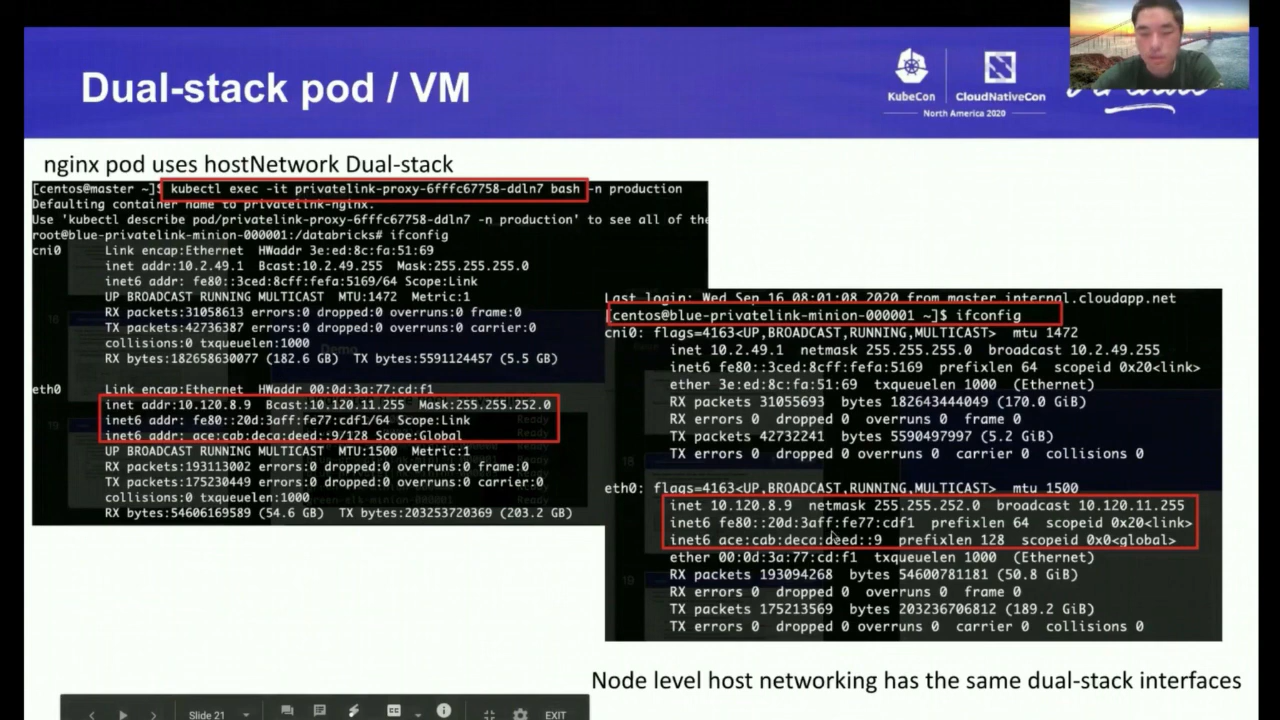 Dual-stack pod / VM
KubeCon
CloudNativeCon
North America 2020
nginx pod uses hostNetwork Dual-stack
[centos@master ~]$ kubectl exec -it privatelink-proxy-6fffc67758-ddln7 bash -n production
Defaulting container name to privatelink-nginx.
Use 'kubectl describe pod/privatelink-proxy-6fffc67758-ddln7 -n production' to see all of the
root@blue-privatelink-minion-000001:/databricks# ifconfig
cni0 Link encap:Ethernet HWaddr 3e:ed:8c:fa:51:69
inet addr:10.2.49.1 Bcast:10.2.49.255 Mask:255.255.255.0
inet6 addr: fe80::3ced:8cff:fefa:5169/64 Scope:Link
UP BROADCAST RUNNING MULTICAST MTU:1472 Metric:1
RX packets:31058613 errors:0 dropped:0 overruns:0 frame:0
TX packets:42736387 errors:0 dropped:0 overruns:0 carrier:0
collisions:0 txqueuelen:1000
RX bytes:182658630077 (182.6 GB) TX bytes:5591124457 (5.5 GB)
eth0 Link encap:Ethernet HWaddr 00:0d:3a:77:cd:f1
inet addr:10.120.8.9 Bcast:10.120.11.255 Mask:255.255.252.0
inet6 addr: fe80::20d:3aff:fe77:cdf1/64 Scope:Link
inet6 addr: ace:cab:deca:deed::9/128 Scope:Global
UP BROADCAST RUNNING MULTICAST MTU:1500 Metric:1
RX packets:193113002 errors:0 dropped:0 overruns:0 frame:0
TX packets:175230449 errors:0 dropped:0 overruns:0 carrier:0
collisions:0 txqueuelen:1000
RX bytes:54606169589 (54.6 GB) TX bytes:203253720369 (203.2 GB)
Last login: Wed Sep 16 08:01:08 2020 from master.internal.cloudapp.net
[centos@blue-privatelink-minion-000001 ~]$ ifconfig
cni0: flags=4163<UP,BROADCAST,RUNNING,MULTICAST> mtu 1472
inet 10.2.49.1 netmask 255.255.255.0 broadcast 10.2.49.255
inet6 fe80::3ced:8cff:fefa:5169 prefixlen 64 scopeid 0x20<link>
ether 3e:ed:8c:fa:51:69 txqueuelen 1000 (Ethernet)
RX packets 31055693 bytes 182643444049 (170.0 GiB)
RX errors 0 dropped 0 overruns 0 frame 0
TX packets 42732241 bytes 5590497997 (5.2 GiB)
TX errors 0 dropped 0 overruns 0 carrier 0 collisions 0
eth0: flags=4163<UP,BROADCAST,RUNNING,MULTICAST> mtu 1500
inet 10.120.8.9 netmask 255.255.252.0 broadcast 10.120.11.255
inet6 fe80::20d:3aff:fe77:cdf1 prefixlen 64 scopeid 0x20<link>
inet6 ace:cab:deca:deed::9 prefixlen 128 scopeid 0x0<global>
ether 00:0d:3a:77:cd:f1 txqueuelen 1000 (Ethernet)
RX packets 193094268 bytes 54600781181 (50.8 GiB)
RX errors 0 dropped 0 overruns 0 frame 0
TX packets 175213569 bytes 203236706812 (189.2 GiB)
TX errors 0 dropped 0 overruns 0 carrier 0 collisions 0
Node level host networking has the same dual-stack interfaces
Slide 21
EXIT